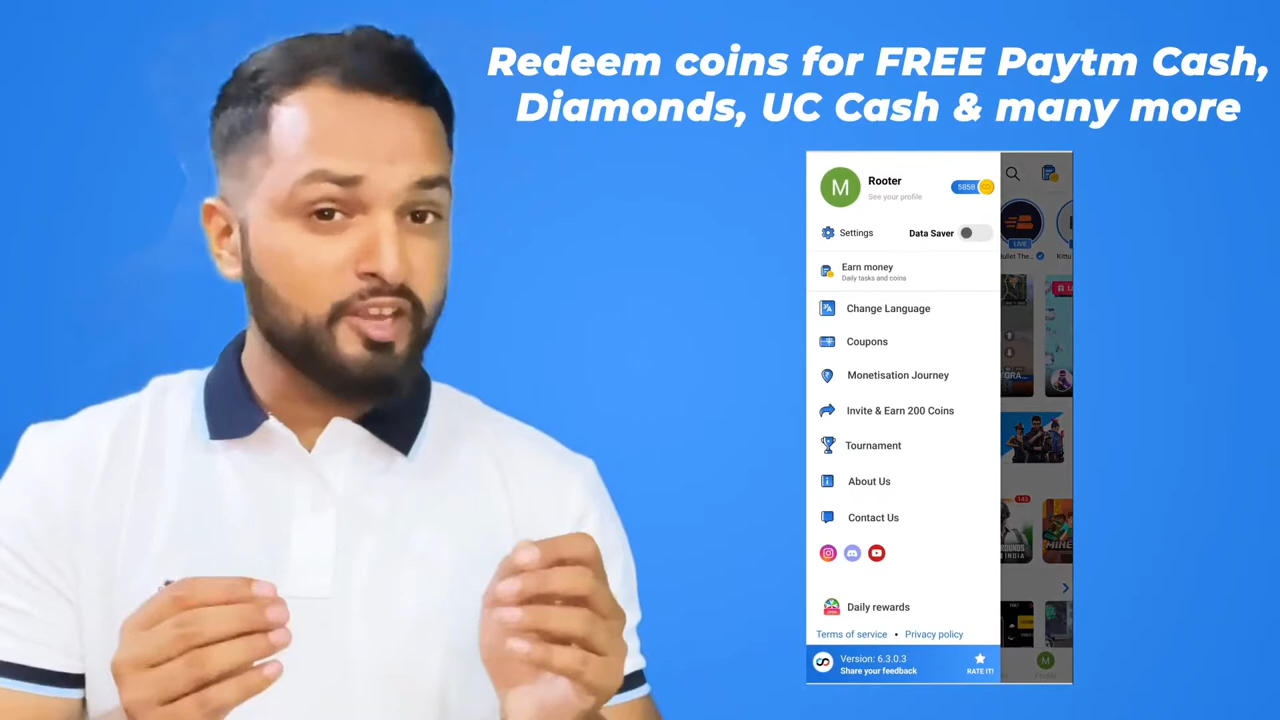 Redeem coins for FREE Paytm Cash,
Diamonds, UC Cash & many more
M
Rooter
5858
See your profile
Settings
Data Saver
LIVE
Earn money
Daily tasks and coins
Change Language
Coupons
Monetisation Journey
Invite & Earn 200 Coins
Tournament
About Us
143
Contact Us
Daily rewards
Terms of service • Privacy policy
Version: 6.3.0.3
Share your feedback
RATE IT!
M